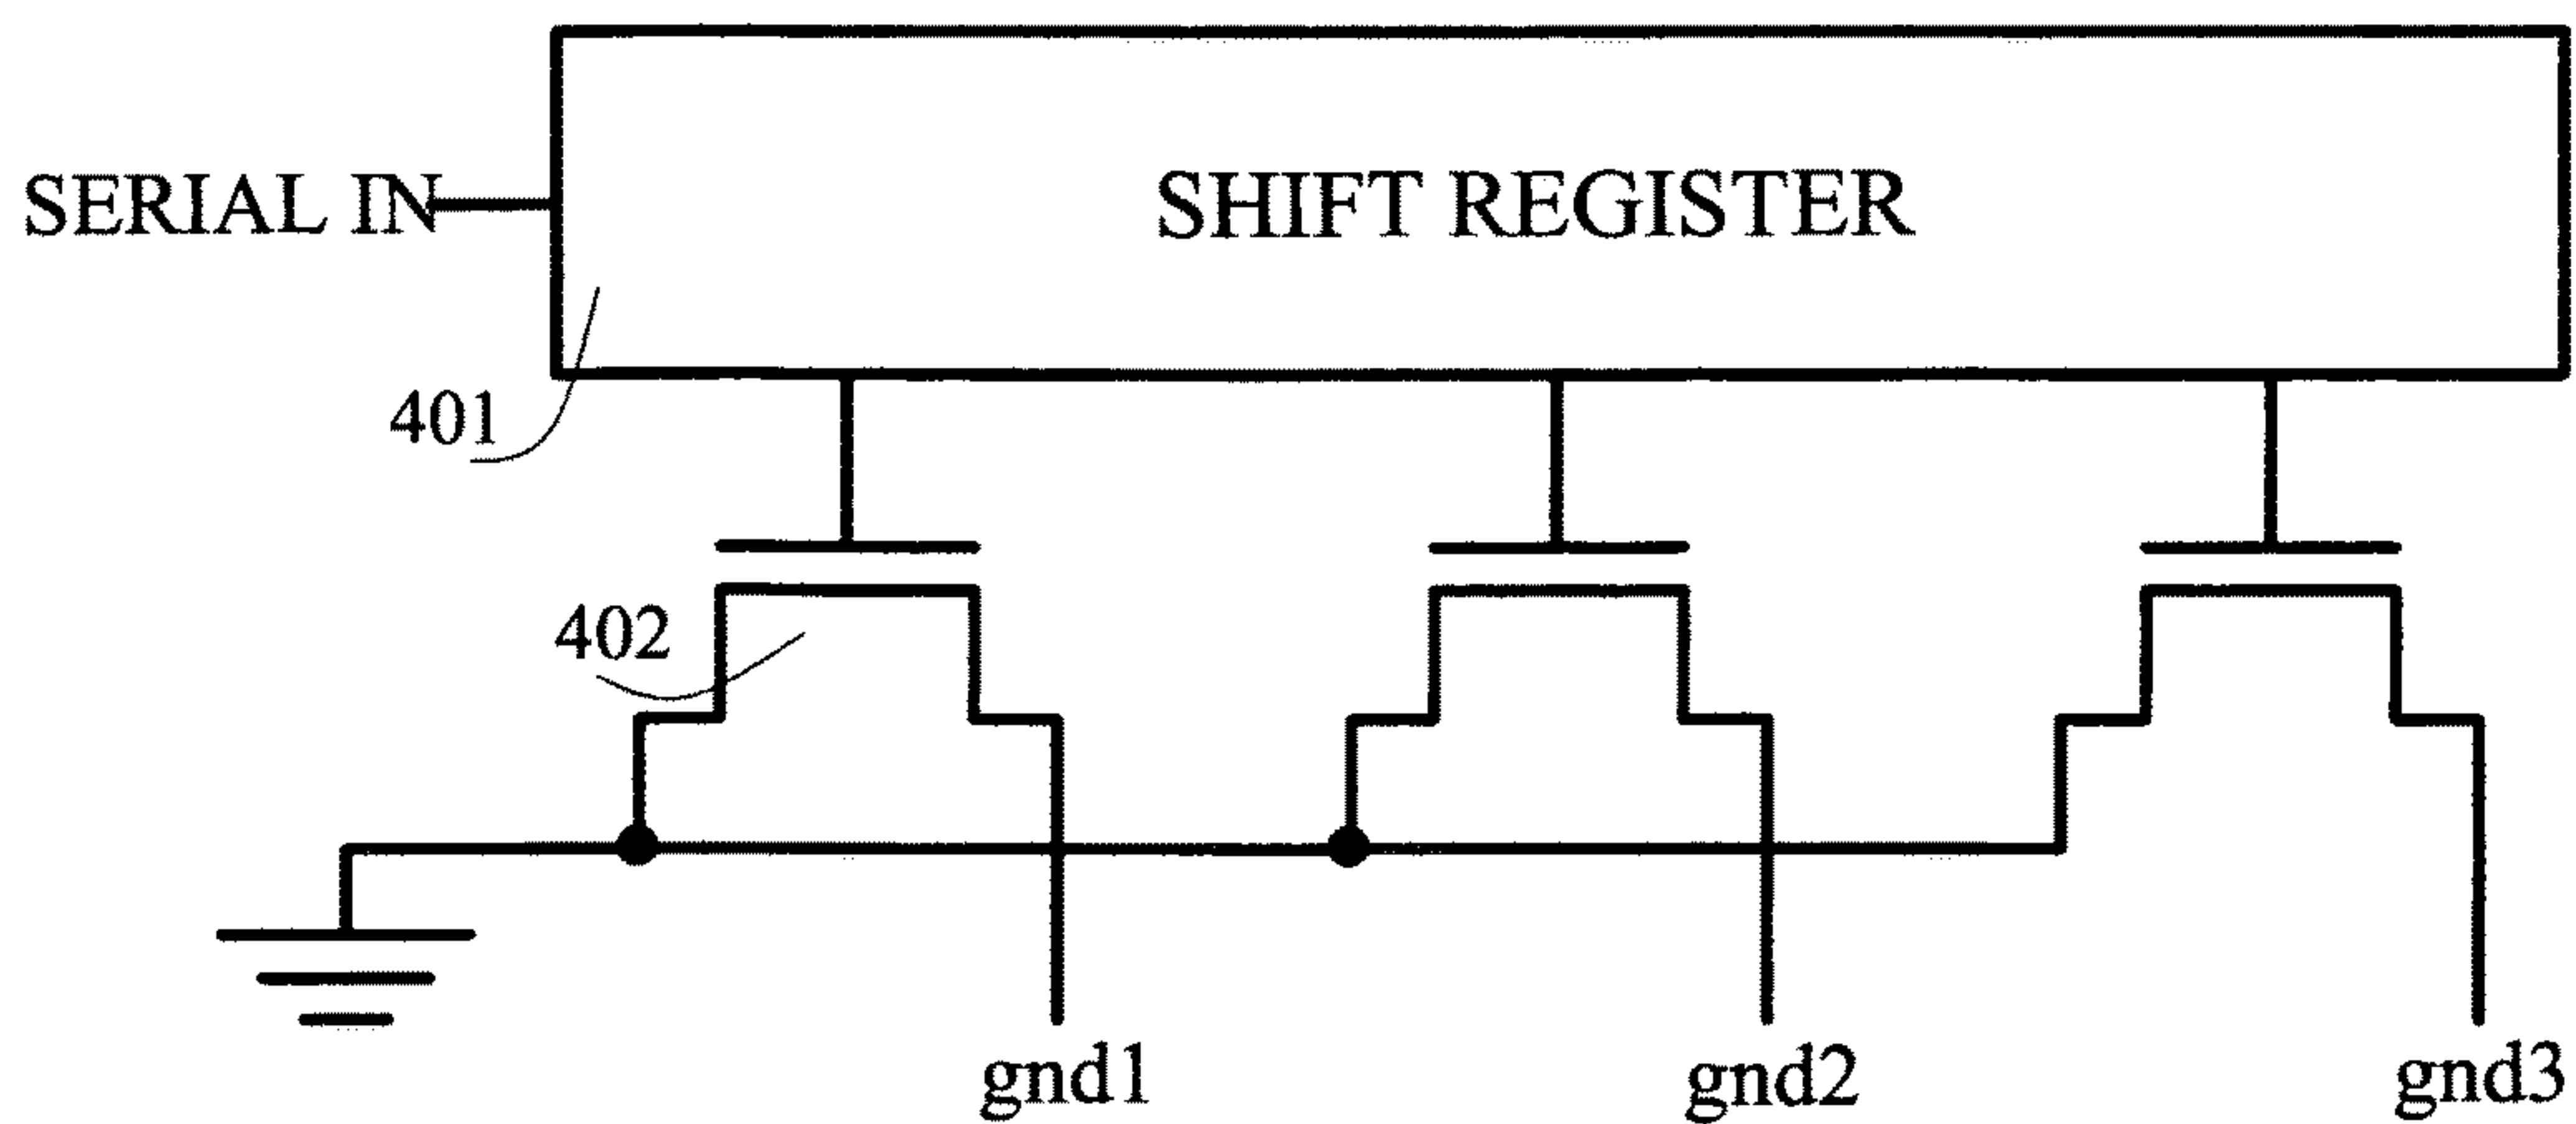 SERIAL IN
SHIFT REGISTER
401
402
gnd1
gnd2
gnd3